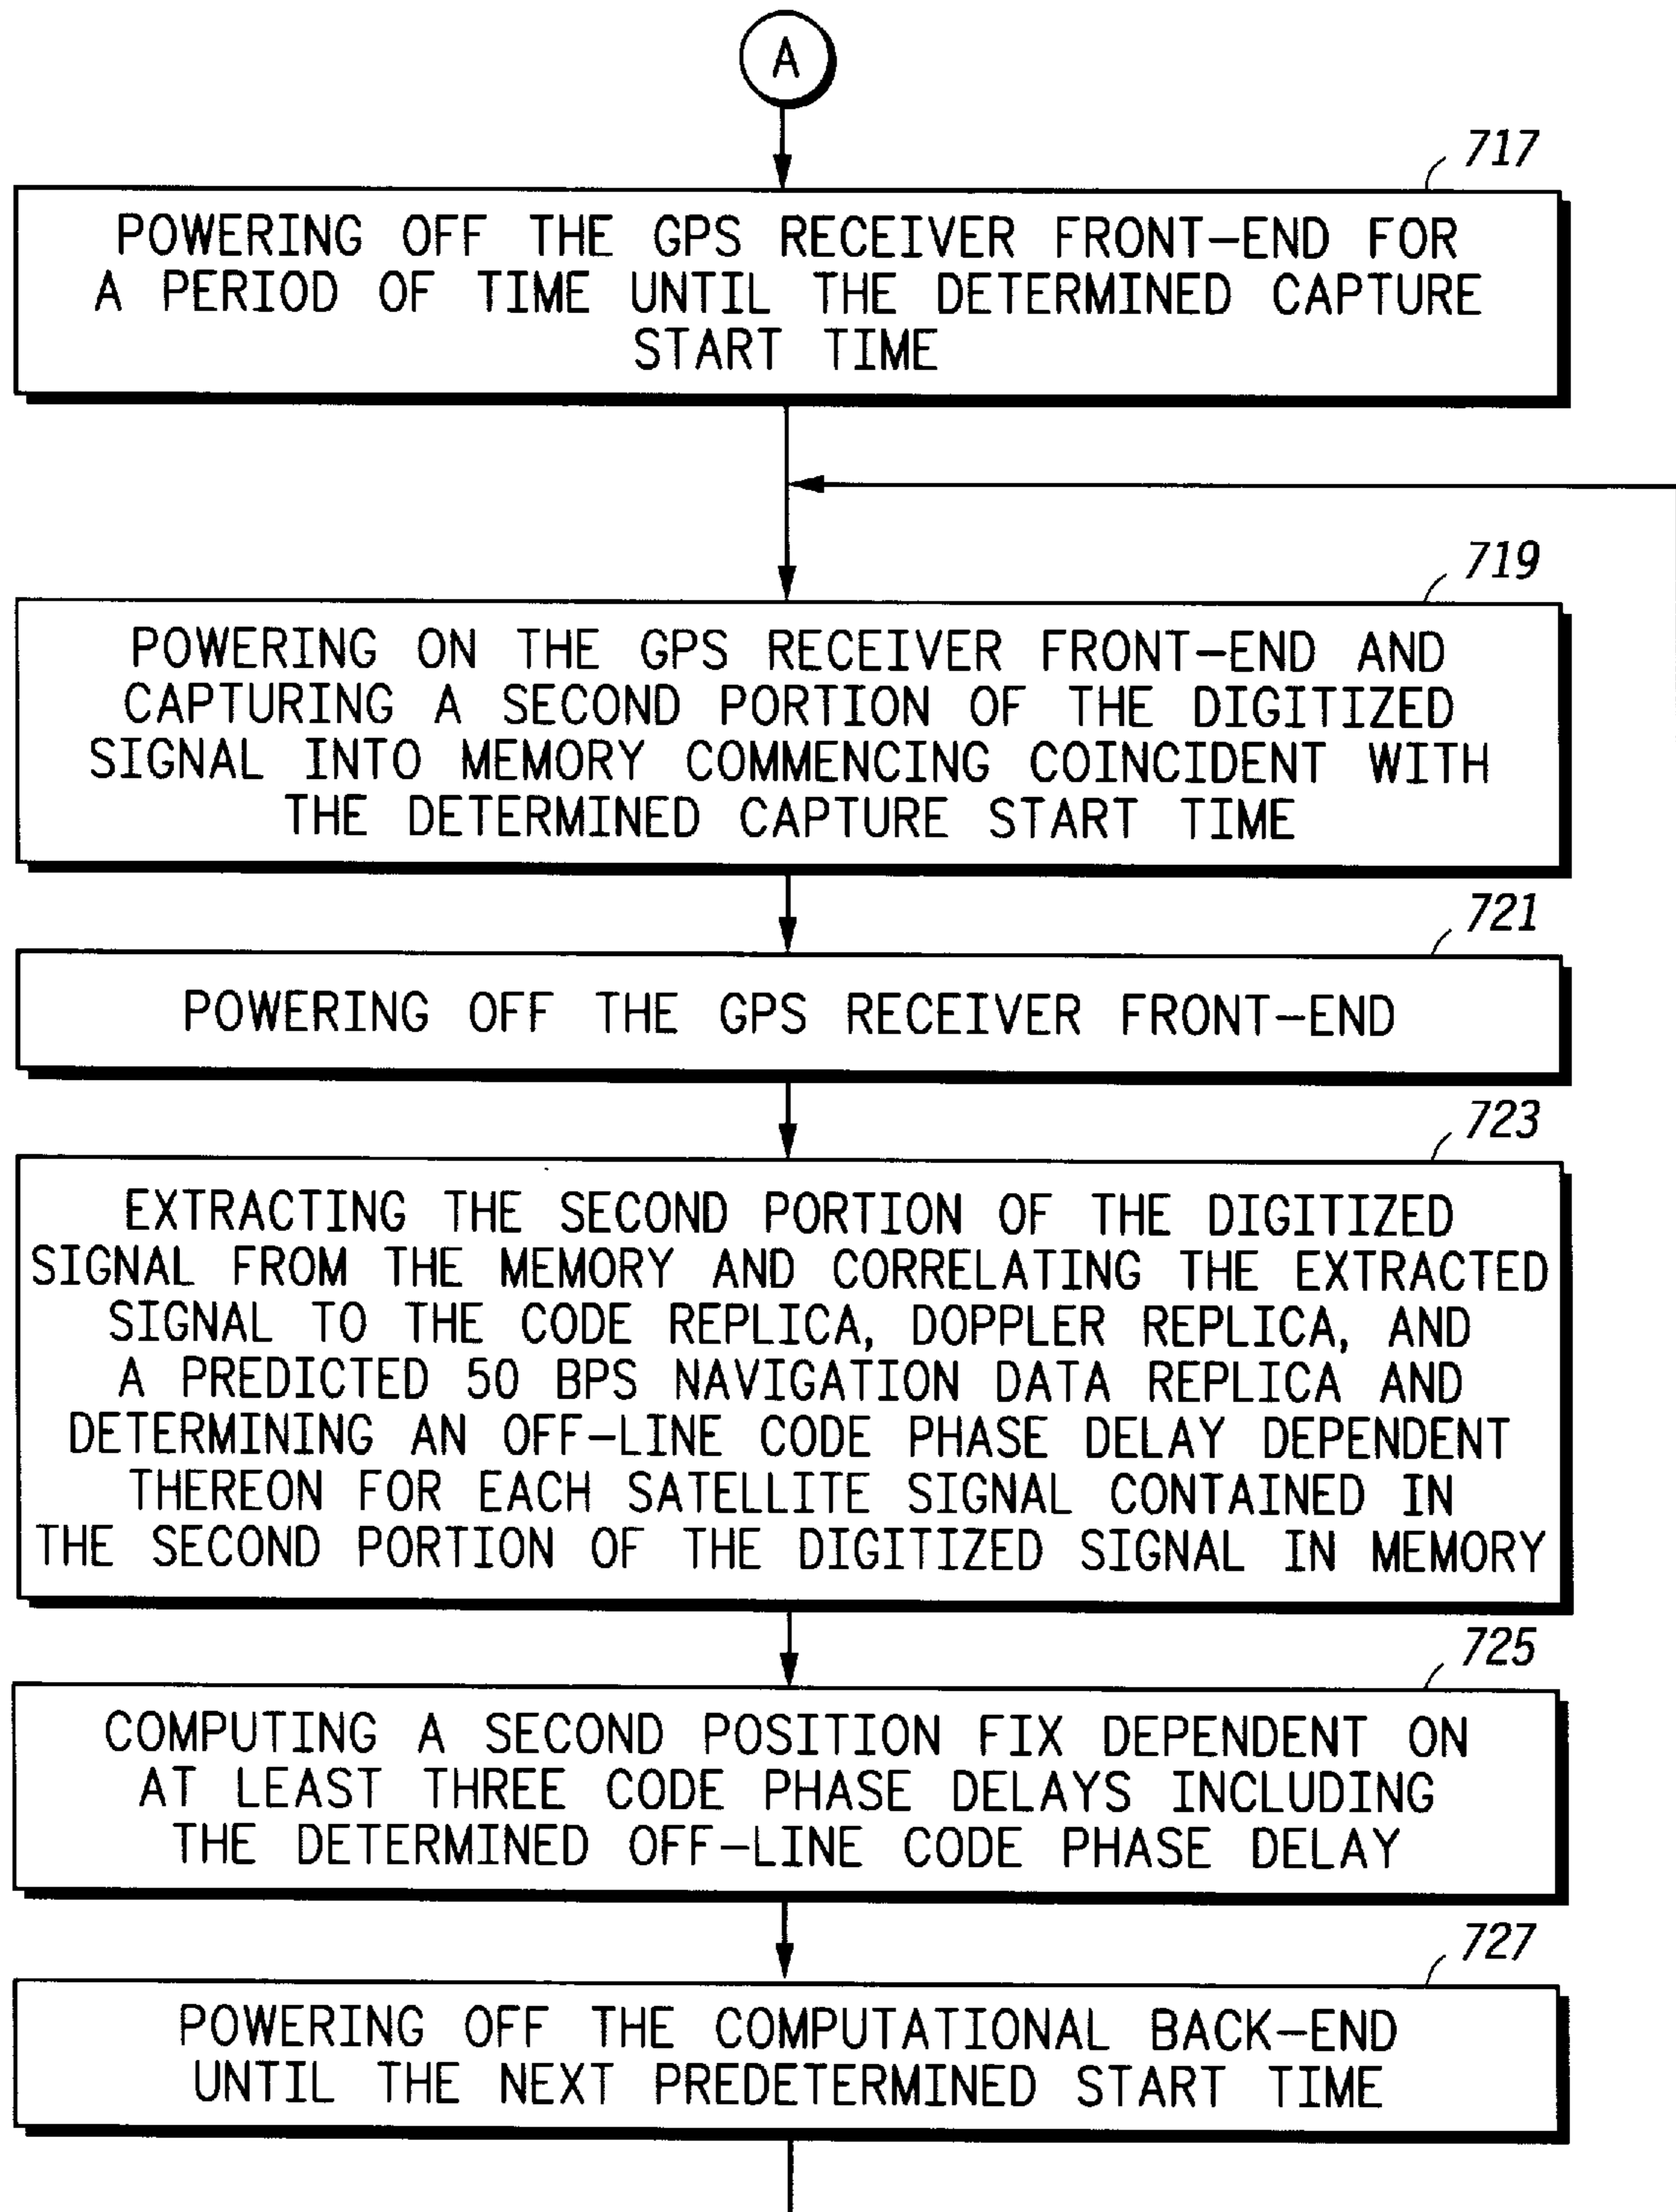 A
717
POWERING OFF THE GPS RECEIVER FRONT-END FOR
A PERIOD OF TIME UNTIL THE DETERMINED CAPTURE
START TIME
719
POWERING ON THE GPS RECEIVER FRONT-END AND
CAPTURING A SECOND PORTION OF THE DIGITIZED
SIGNAL INTO MEMORY COMMENCING COINCIDENT WITH
THE DETERMINED CAPTURE START TIME
721
POWERING OFF THE GPS RECEIVER FRONT-END
723
EXTRACTING THE SECOND PORTION OF THE DIGITIZED
SIGNAL FROM THE MEMORY AND CORRELATING THE EXTRACTED
SIGNAL TO THE CODE REPLICA, DOPPLER REPLICA, AND
A PREDICTED 50 BPS NAVIGATION DATA REPLICA AND
DETERMINING AN OFF-LINE CODE PHASE DELAY DEPENDENT
THEREON FOR EACH SATELLITE SIGNAL CONTAINED IN
THE SECOND PORTION OF THE DIGITIZED SIGNAL IN MEMORY
725
COMPUTING A SECOND POSITION FIX DEPENDENT ON
AT LEAST THREE CODE PHASE DELAYS INCLUDING
THE DETERMINED OFF-LINE CODE PHASE DELAY
727
POWERING OFF THE COMPUTATIONAL BACK-END
UNTIL THE NEXT PREDETERMINED START TIME